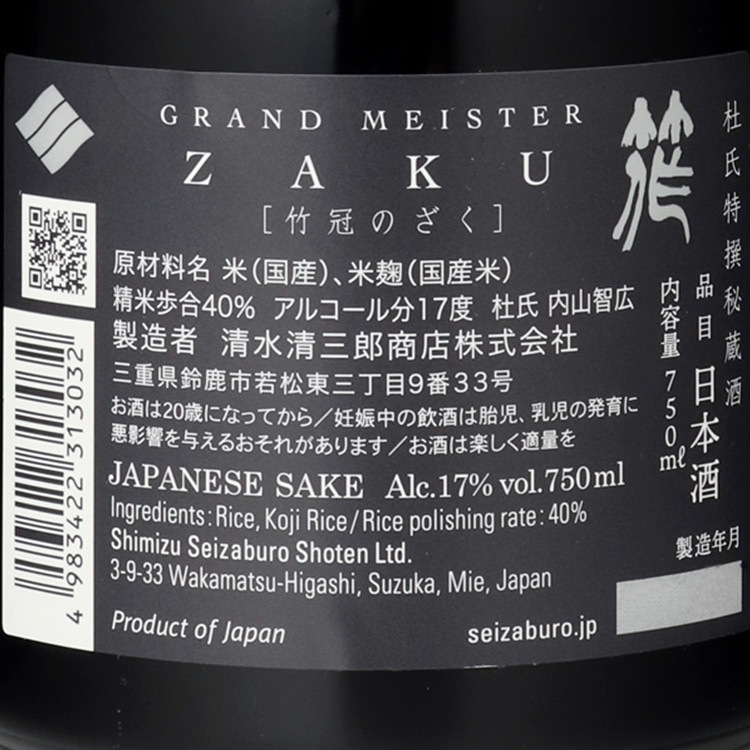 GRAND MEISTER
ZAKU
[竹冠のざく]
原材料名 米(国産)、米麹(国産米)
精米歩合40% アルコール分17度 杜氏 内山智広
製造者 清水清三郎商店株式会社
三重県鈴鹿市若松東三丁目9番33号
お酒は20歳になってから／妊娠中の飲酒は胎児、乳児の発育に
悪影響を与えるおそれがあります／お酒は楽しく適量を
JAPANESE SAKE Alc.17% vol.750ml
Ingredients: Rice, Koji Rice / Rice polishing rate: 40%
Shimizu Seizaburo Shoten Ltd.
3-9-33 Wakamatsu-Higashi, Suzuka, Mie, Japan
Product of Japan
seizaburo.jp
杜氏特撰秘蔵酒
品目 日本酒
内容量 750mℓ
製造年月
4 983422 313032